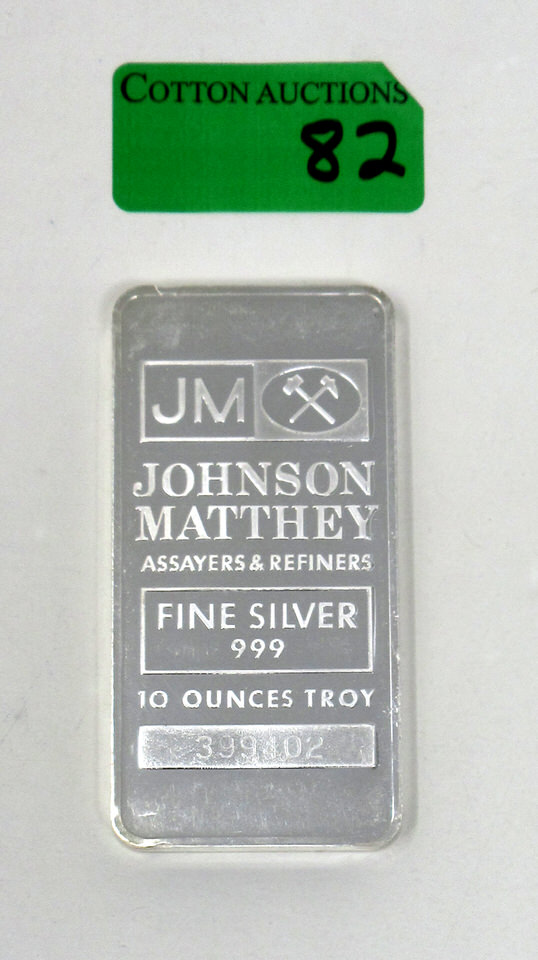 COTTON AUCTIONS
82
JM
JOHNSON
MATTHEY
ASSAYERS & REFINERS
FINE SILVER
999
10 OUNCES TROY